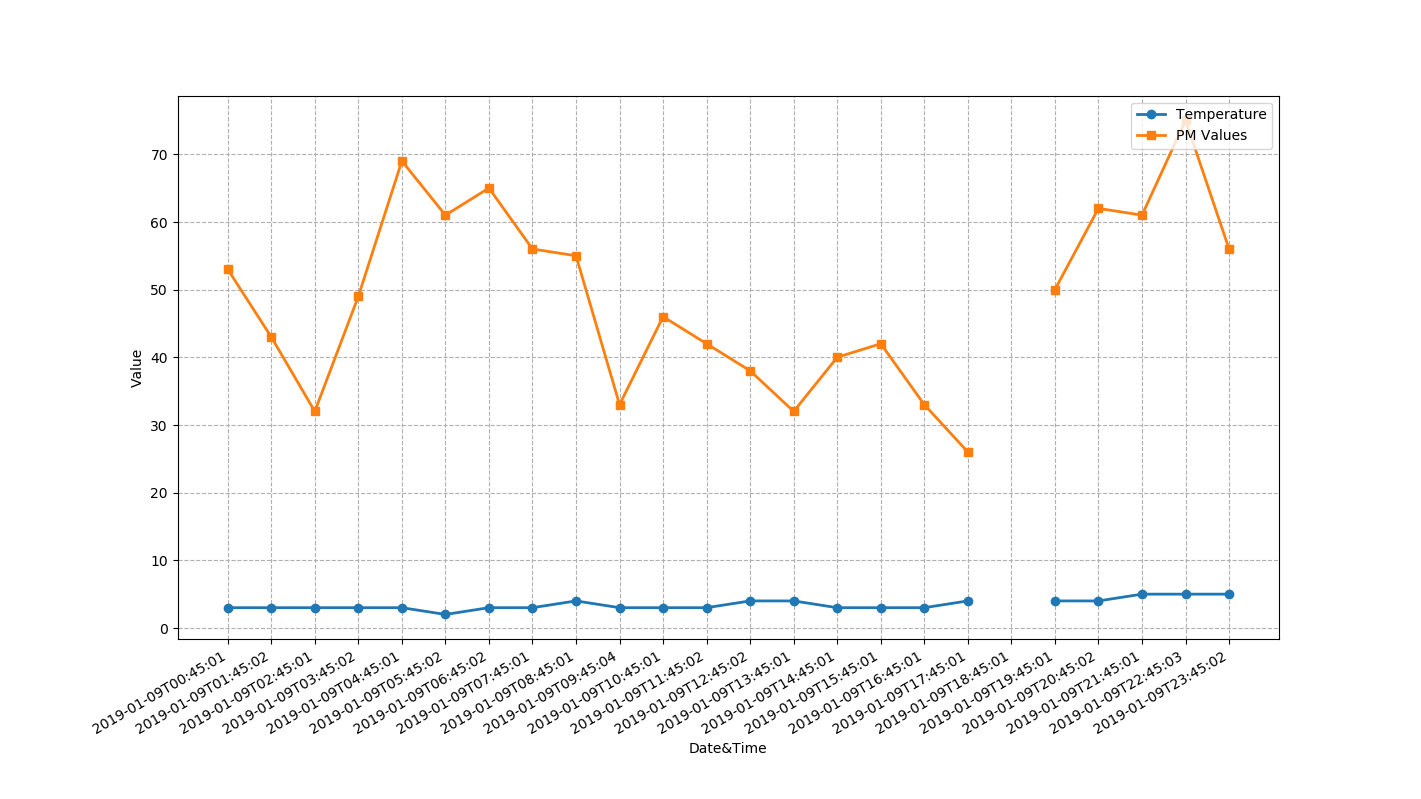 Temperature
PM Values
70
60
50
40
30
20
10
0
Value
2019-01-09T00:45:01
2019-01-09T01:45:02
2019-01-09T02:45:01
2019-01-09T03:45:02
2019-01-09T04:45:01
2019-01-09T05:45:02
2019-01-09T06:45:02
2019-01-09T07:45:01
2019-01-09T08:45:01
2019-01-09T09:45:04
2019-01-09T10:45:01
2019-01-09T11:45:02
2019-01-09T12:45:02
2019-01-09T13:45:01
2019-01-09T14:45:01
2019-01-09T15:45:01
2019-01-09T16:45:01
2019-01-09T17:45:01
2019-01-09T18:45:01
2019-01-09T19:45:01
2019-01-09T20:45:02
2019-01-09T21:45:01
2019-01-09T22:45:03
2019-01-09T23:45:02
Date&Time